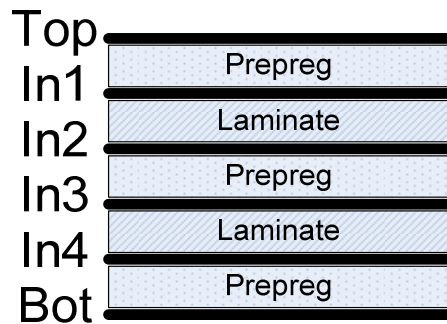 Top
Prepreg
In1
Laminate
In2
Prepreg
In3
Laminate
In4
Prepreg
Bot